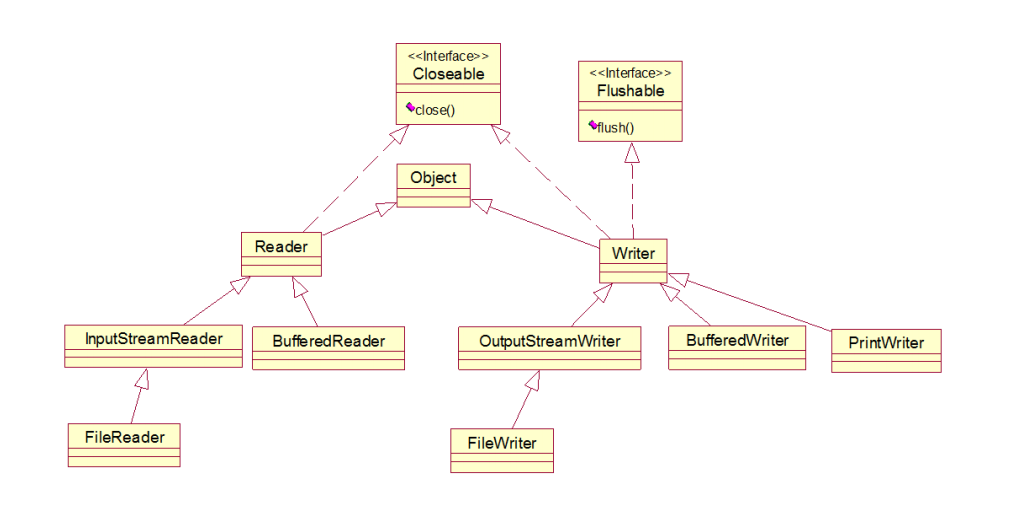 <<Interface>>
Closeable
close()
<<Interface>>
Flushable
flush()
Object
Reader
Writer
InputStreamReader
BufferedReader
OutputStreamWriter
BufferedWriter
PrintWriter
FileReader
FileWriter